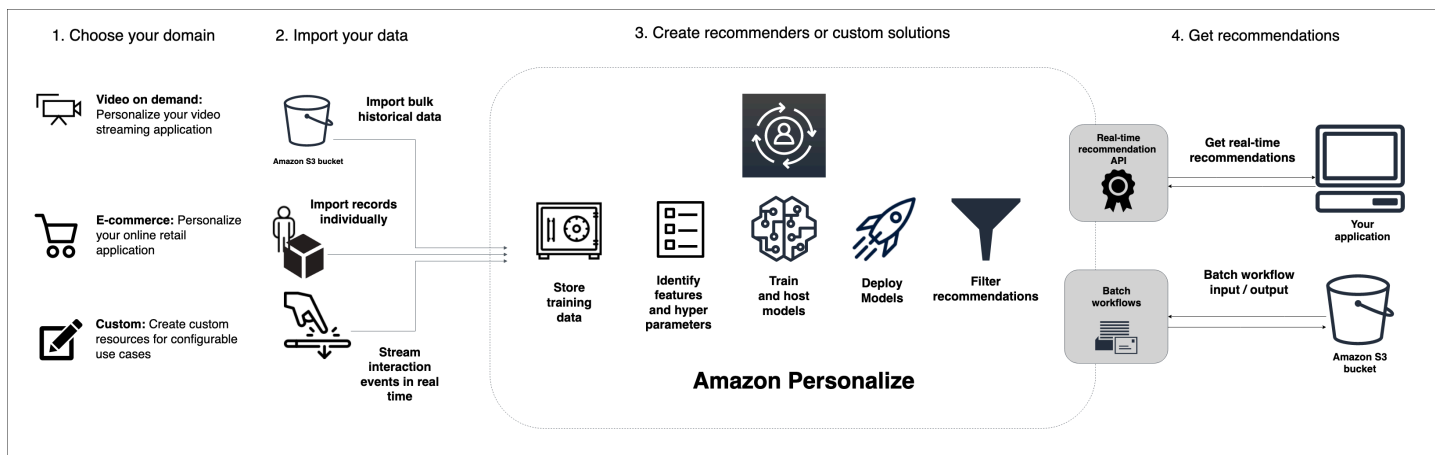 1. Choose your domain
Video on demand:
Personalize your video
streaming application
E-commerce: Personalize
your online retail
application
Custom: Create custom
resources for configurable
use cases
2. Import your data
Import bulk
historical data
Amazon S3 bucket
Import records
individually
Stream
interaction
events in real
time
3. Create recommenders or custom solutions
Store
training
data
Identify
features
and hyper
parameters
Train
and host
models
Deploy
Models
Filter
recommendations
Amazon Personalize
4. Get recommendations
Real-time
recommendation
API
Get real-time
recommendations
Your
application
Batch
workflows
Batch workflow
input / output
Amazon S3
bucket